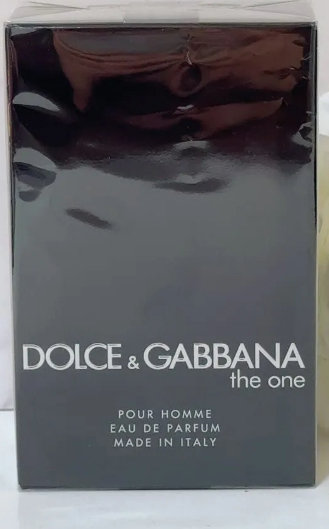 DOLCE & GABBANA
the one
POUR HOMME
EAU DE PARFUM
MADE IN ITALY